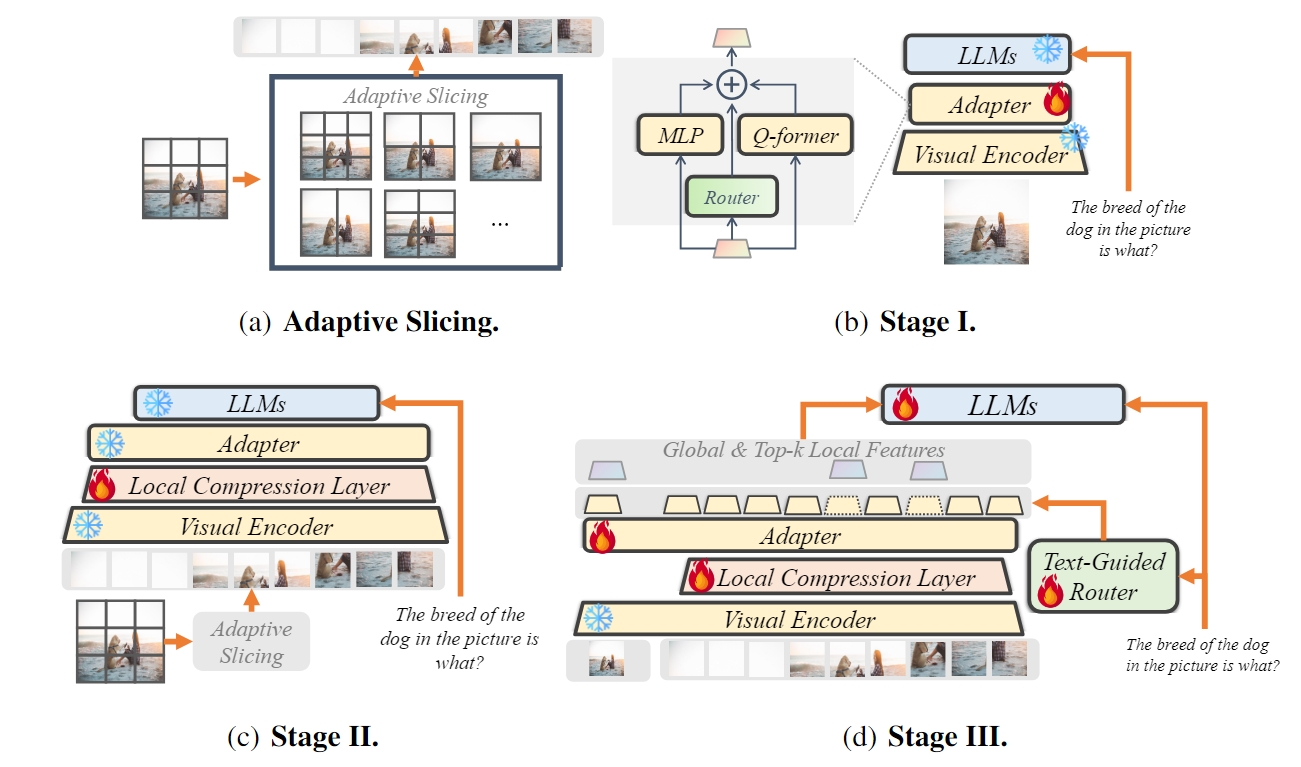 Adaptive Slicing
...
(a) Adaptive Slicing.
MLP
Q-former
Router
LLMs
Adapter
Visual Encoder
The breed of the
dog in the picture
is what?
(b) Stage I.
LLMs
Adapter
Local Compression Layer
Visual Encoder
Adaptive
Slicing
The breed of the
dog in the picture is
what?
(c) Stage II.
LLMs
Global & Top-k Local Features
Adapter
Local Compression Layer
Visual Encoder
Text-Guided
Router
The breed of the dog
in the picture is what?
(d) Stage III.